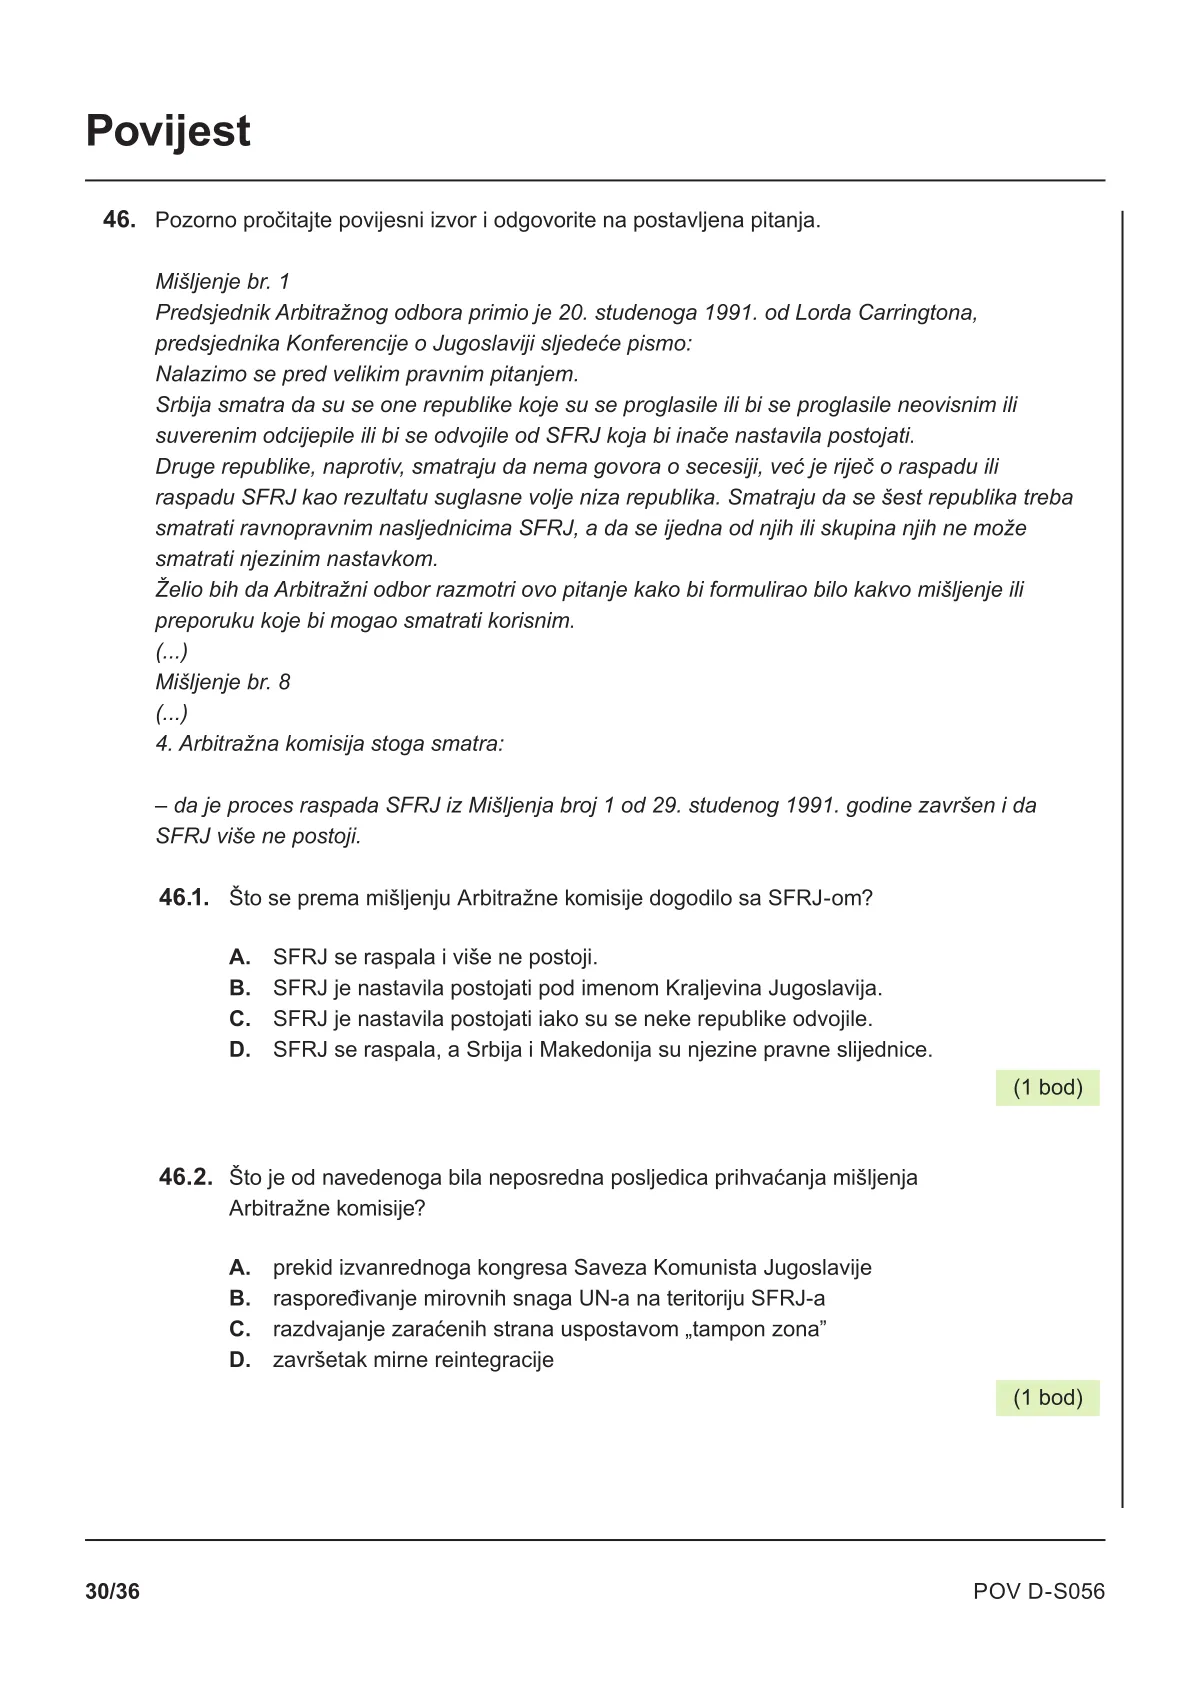 Povijest
46. Pozorno pročitajte povijesni izvor i odgovorite na postavljena pitanja.
Mišljenje br. 1
Predsjednik Arbitražnog odbora primio je 20. studenoga 1991. od Lorda Carringtona,
predsjednika Konferencije o Jugoslaviji sljedeće pismo:
Nalazimo se pred velikim pravnim pitanjem.
Srbija smatra da su se one republike koje su se proglasile ili bi se proglasile neovisnim ili
suverenim odcijepile ili bi se odvojile od SFRJ koja bi inače nastavila postojati.
Druge republike, naprotiv, smatraju da nema govora o secesiji, već je riječ o raspadu ili
raspadu SFRJ kao rezultatu suglasne volje niza republika. Smatraju da se šest republika treba
smatrati ravnopravnim nasljednicima SFRJ, a da se ijedna od njih ili skupina njih ne može
smatrati njezinim nastavkom.
Želio bih da Arbitražni odbor razmotri ovo pitanje kako bi formulirao bilo kakvo mišljenje ili
preporuku koje bi mogao smatrati korisnim.
(...)
Mišljenje br. 8
(...)
4. Arbitražna komisija stoga smatra:
– da je proces raspada SFRJ iz Mišljenja broj 1 od 29. studenog 1991. godine završen i da
SFRJ više ne postoji.
46.1. Što se prema mišljenju Arbitražne komisije dogodilo sa SFRJ-om?
A. SFRJ se raspala i više ne postoji.
B. SFRJ je nastavila postojati pod imenom Kraljevina Jugoslavija.
C. SFRJ je nastavila postojati iako su se neke republike odvojile.
D. SFRJ se raspala, a Srbija i Makedonija su njezine pravne slijednice.
(1 bod)
46.2. Što je od navedenoga bila neposredna posljedica prihvaćanja mišljenja
Arbitražne komisije?
A. prekid izvanrednoga kongresa Saveza Komunista Jugoslavije
B. raspoređivanje mirovnih snaga UN-a na teritoriju SFRJ-a
C. razdvajanje zaraćenih strana uspostavom „tampon zona”
D. završetak mirne reintegracije
(1 bod)
30/36
POV D-S056